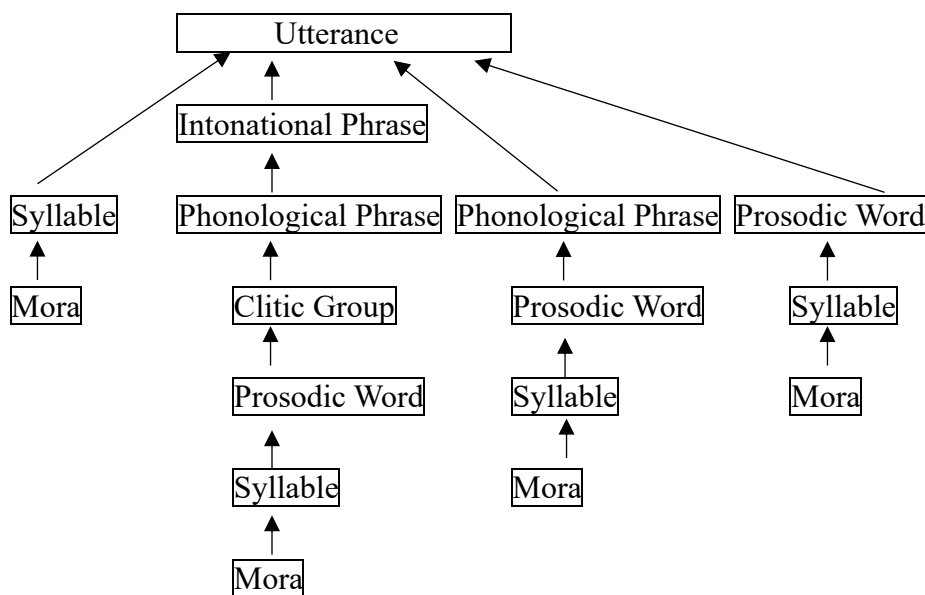 Utterance
Intonational Phrase
Syllable Phonological Phrase Phonological Phrase Prosodic Word
Mora Clitic Group Prosodic Word Syllable
Prosodic Word Syllable Mora
Syllable Mora
Mora